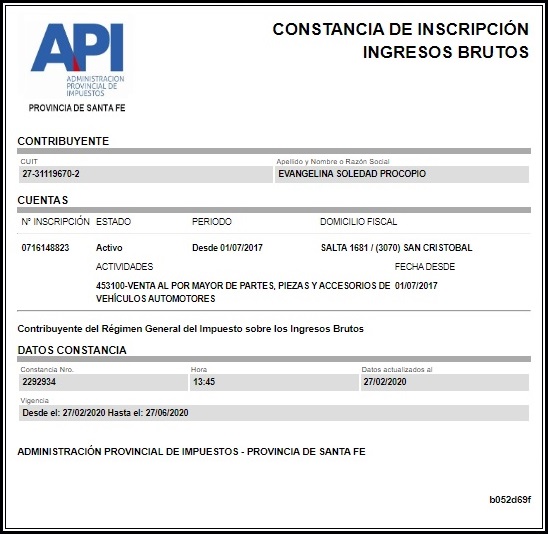 API
ADMINISTRACION
PROVINCIAL DE
IMPUESTOS
PROVINCIA DE SANTA FE
CONSTANCIA DE INSCRIPCIÓN
INGRESOS BRUTOS
CONTRIBUYENTE
CUIT Apellido y Nombre o Razón Social
27-31119670-2 EVANGELINA SOLEDAD PROCOPIO
CUENTAS
N° INSCRIPCIÓN ESTADO PERIODO DOMICILIO FISCAL
0716148823 Activo Desde 01/07/2017 SALTA 1681 / (3070) SAN CRISTOBAL
ACTIVIDADES FECHA DESDE
453100-VENTA AL POR MAYOR DE PARTES, PIEZAS Y ACCESORIOS DE 01/07/2017
VEHÍCULOS AUTOMOTORES
Contribuyente del Régimen General del Impuesto sobre los Ingresos Brutos
DATOS CONSTANCIA
Constancia Nro. Hora Datos actualizados al
2292934 13:45 27/02/2020
Vigencia
Desde el: 27/02/2020 Hasta el: 27/06/2020
ADMINISTRACIÓN PROVINCIAL DE IMPUESTOS - PROVINCIA DE SANTA FE
b052d69f